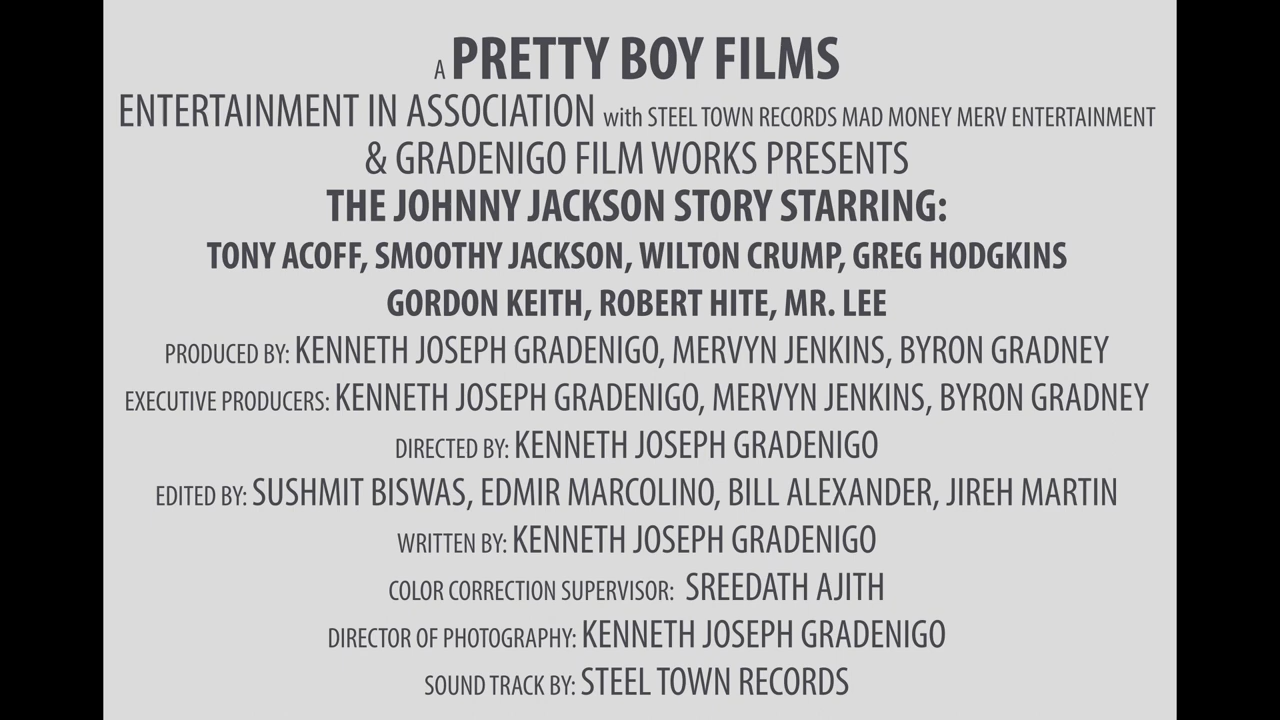 A PRETTY BOY FILMS
ENTERTAINMENT IN ASSOCIATION with STEEL TOWN RECORDS MAD MONEY MERV ENTERTAINMENT
& GRADENIGO FILM WORKS PRESENTS
THE JOHNNY JACKSON STORY STARRING:
TONY ACOFF, SMOOTHY JACKSON, WILTON CRUMP, GREG HODGKINS
GORDON KEITH, ROBERT HITE, MR. LEE
PRODUCED BY: KENNETH JOSEPH GRADENIGO, MERVYN JENKINS, BYRON GRADNEY
EXECUTIVE PRODUCERS: KENNETH JOSEPH GRADENIGO, MERVYN JENKINS, BYRON GRADNEY
DIRECTED BY: KENNETH JOSEPH GRADENIGO
EDITED BY: SUSHMIT BISWAS, EDMIR MARCOLINO, BILL ALEXANDER, JIREH MARTIN
WRITTEN BY: KENNETH JOSEPH GRADENIGO
COLOR CORRECTION SUPERVISOR: SREEDATH AJITH
DIRECTOR OF PHOTOGRAPHY: KENNETH JOSEPH GRADENIGO
SOUND TRACK BY: STEEL TOWN RECORDS